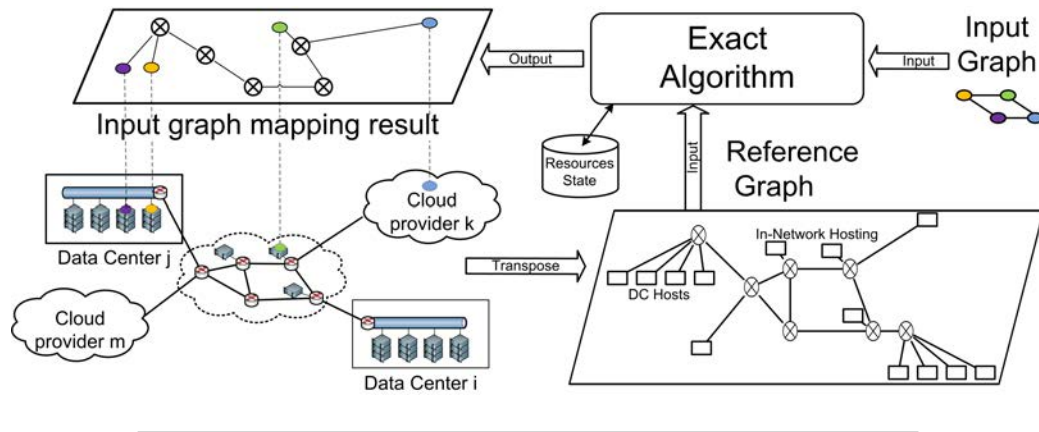 Exact
Algorithm
Input
Graph
Output
Input
Input graph mapping result
Resources
State
Input
Reference
Graph
Cloud
provider k
Data Center j
In-Network Hosting
Transpose
DC Hosts
Cloud
provider m
Data Center i